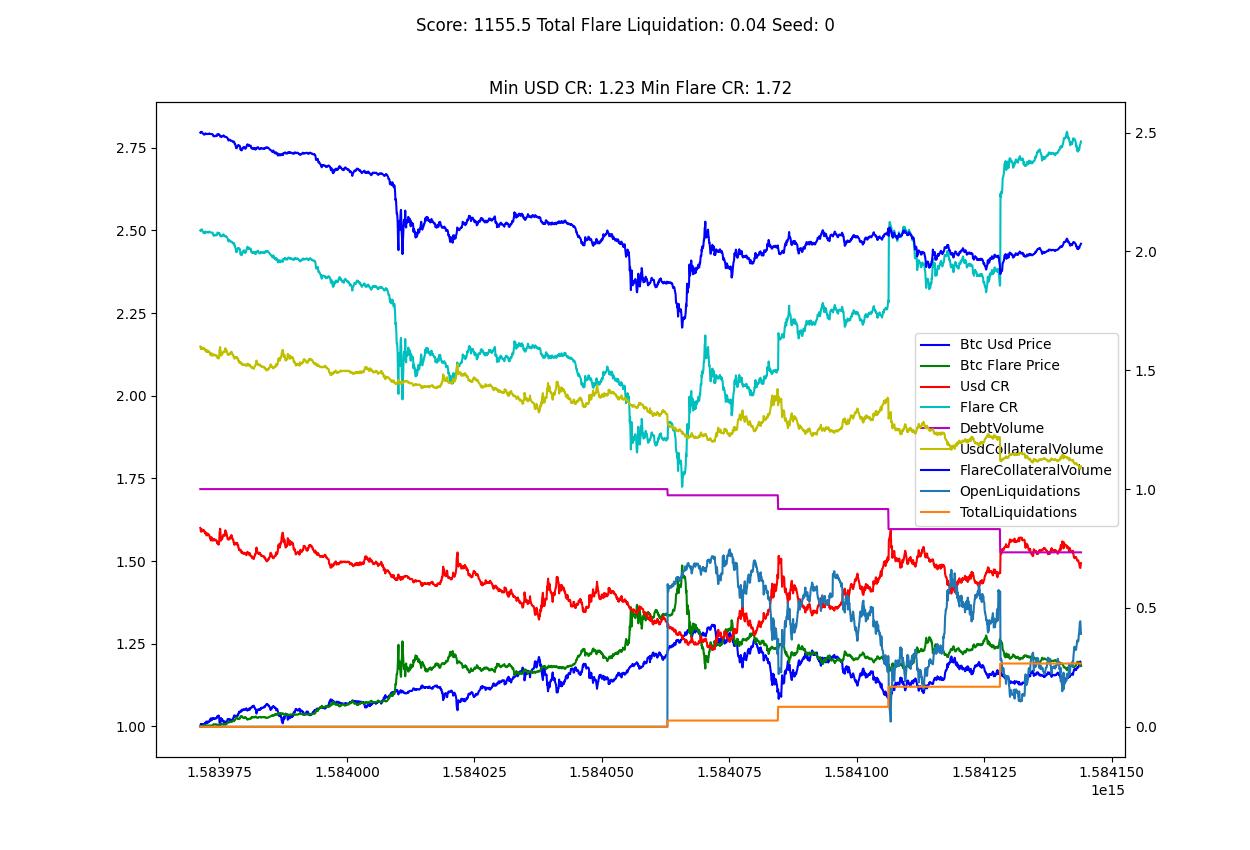 Score: 1155.5 Total Flare Liquidation: 0.04 Seed: 0
Min USD CR: 1.23 Min Flare CR: 1.72
2.75
2.50
2.25
2.00
1.75
1.50
1.25
1.00
2.5
2.0
1.5
1.0
0.5
0.0
Btc Usd Price
Btc Flare Price
Usd CR
Flare CR
DebtVolume
UsdCollateralVolume
FlareCollateralVolume
OpenLiquidations
TotalLiquidations
1.583975 1.584000 1.584025 1.584050 1.584075 1.584100 1.584125 1.584150
1e15